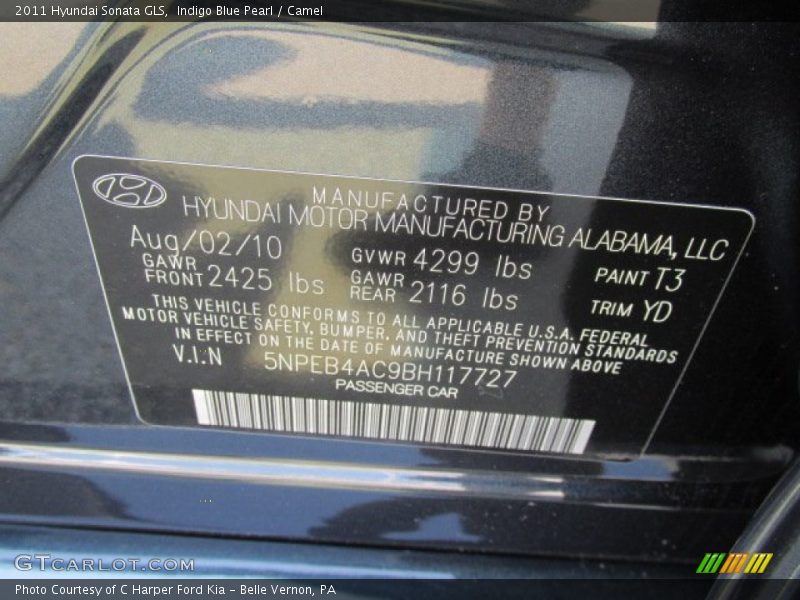 2011 Hyundai Sonata GLS, Indigo Blue Pearl / Camel
MANUFACTURED BY
HYUNDAI MOTOR MANUFACTURING ALABAMA, LLC
Aug/02/10 GVWR 4299 lbs PAINT T3
GAWR FRONT 2425 lbs GAWR REAR 2116 lbs TRIM YD
THIS VEHICLE CONFORMS TO ALL APPLICABLE U.S.A. FEDERAL
MOTOR VEHICLE SAFETY, BUMPER, AND THEFT PREVENTION STANDARDS
IN EFFECT ON THE DATE OF MANUFACTURE SHOWN ABOVE
V.I.N 5NPEB4AC9BH117727
PASSENGER CAR
GTCARLOT.COM
Photo Courtesy of C Harper Ford Kia - Belle Vernon, PA